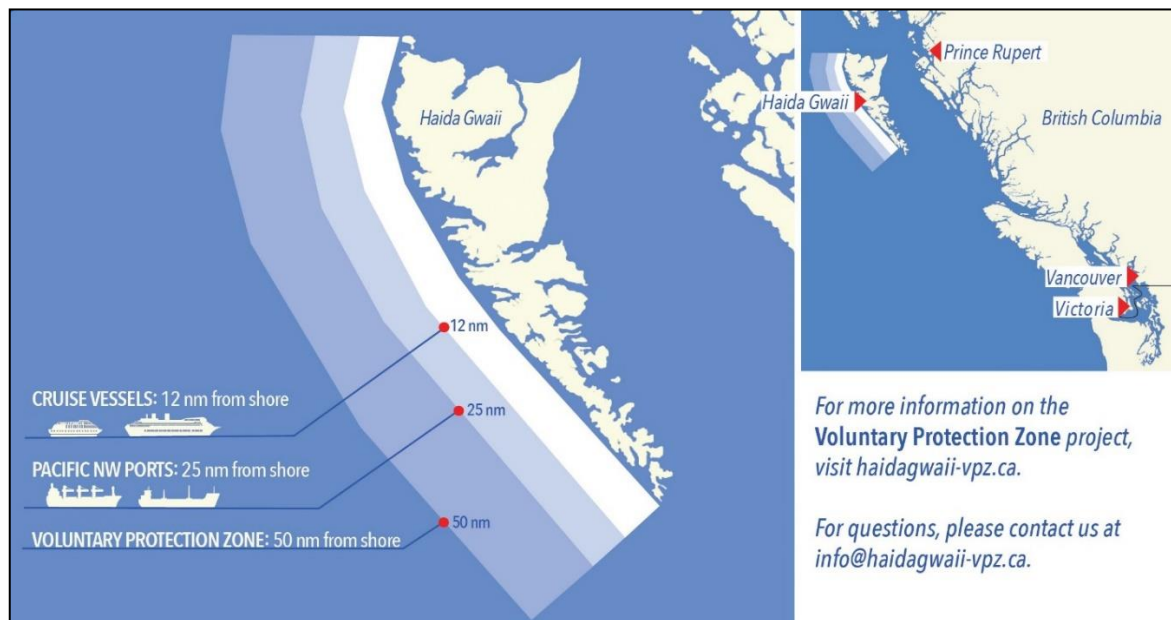 Haida Gwaii
12 nm
CRUISE VESSELS: 12 nm from shore
25 nm
PACIFIC NW PORTS: 25 nm from shore
50 nm
VOLUNTARY PROTECTION ZONE: 50 nm from shore
Prince Rupert
Haida Gwaii
British Columbia
Vancouver
Victoria
For more information on the
Voluntary Protection Zone project,
visit haidagwaii-vpz.ca.
For questions, please contact us at
info@haidagwaii-vpz.ca.